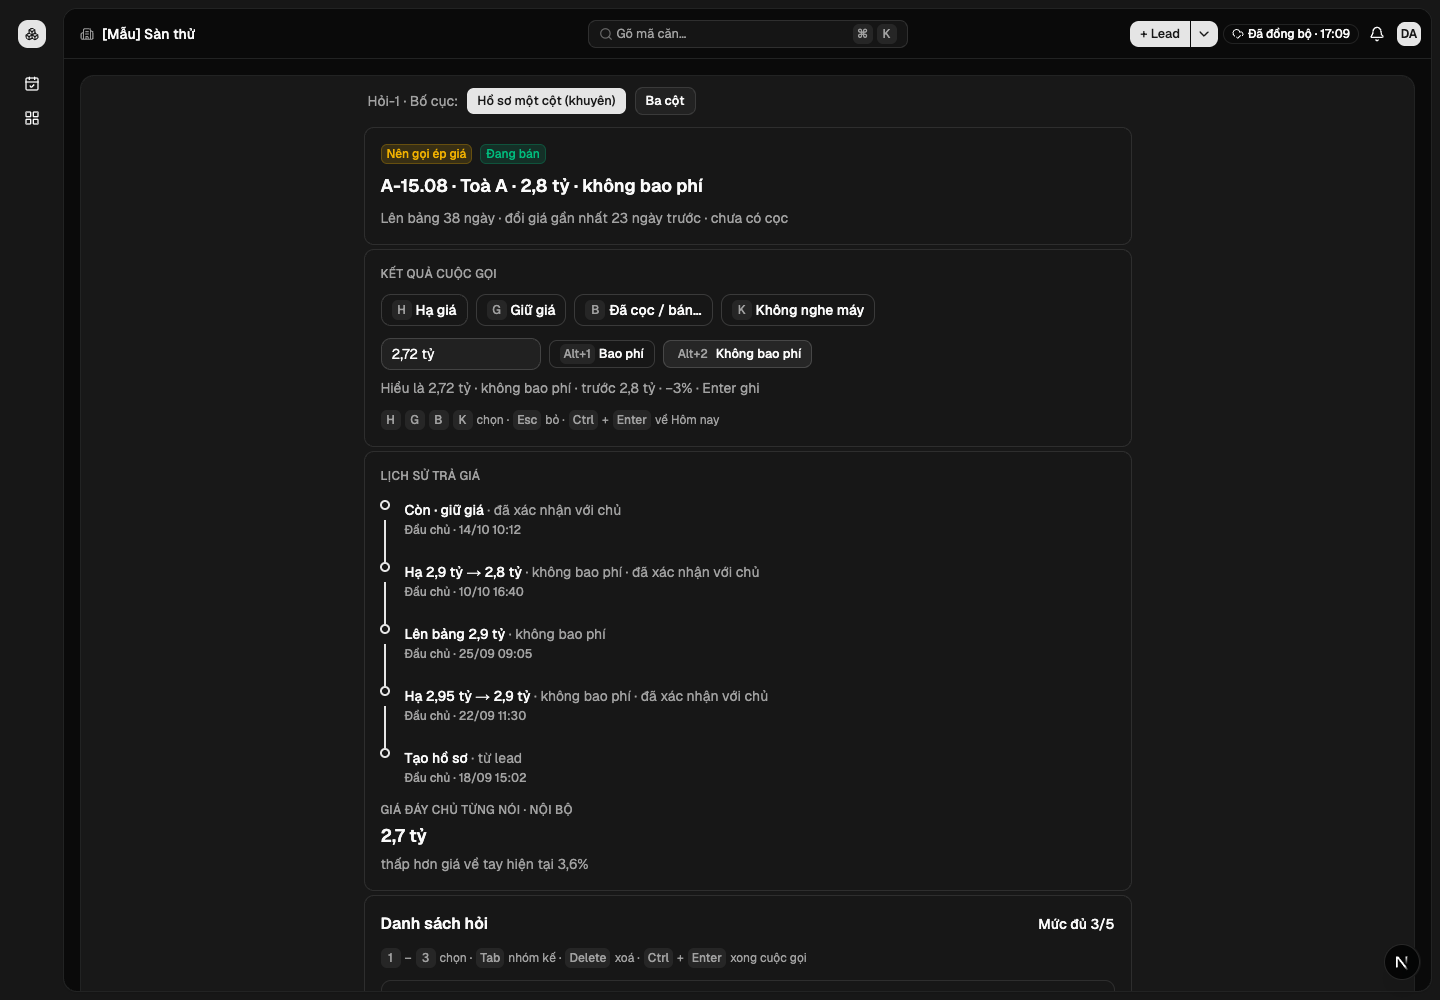 [Mẫu] Sàn thử
Gõ mã căn...
⌘ K
+ Lead
Đã đồng bộ · 17:09
DA
Hỏi-1 · Bố cục:
Hồ sơ một cột (khuyên)
Ba cột
Nên gọi ép giá
Đang bán
A-15.08 · Toà A · 2,8 tỷ · không bao phí
Lên bảng 38 ngày · đổi giá gần nhất 23 ngày trước · chưa có cọc
KẾT QUẢ CUỘC GỌI
H Hạ giá
G Giữ giá
B Đã cọc / bán...
K Không nghe máy
2,72 tỷ
Alt+1 Bao phí
Alt+2 Không bao phí
Hiểu là 2,72 tỷ · không bao phí · trước 2,8 tỷ · −3% · Enter ghi
H G B K chọn · Esc bỏ · Ctrl + Enter về Hôm nay
LỊCH SỬ TRẢ GIÁ
Còn · giữ giá · đã xác nhận với chủ
Đầu chủ · 14/10 10:12
Hạ 2,9 tỷ → 2,8 tỷ · không bao phí · đã xác nhận với chủ
Đầu chủ · 10/10 16:40
Lên bảng 2,9 tỷ · không bao phí
Đầu chủ · 25/09 09:05
Hạ 2,95 tỷ → 2,9 tỷ · không bao phí · đã xác nhận với chủ
Đầu chủ · 22/09 11:30
Tạo hồ sơ · từ lead
Đầu chủ · 18/09 15:02
GIÁ ĐÁY CHỦ TỪNG NÓI · NỘI BỘ
2,7 tỷ
thấp hơn giá về tay hiện tại 3,6%
Danh sách hỏi
Mức đủ 3/5
1 – 3 chọn · Tab nhóm kế · Delete xoá · Ctrl + Enter xong cuộc gọi
N